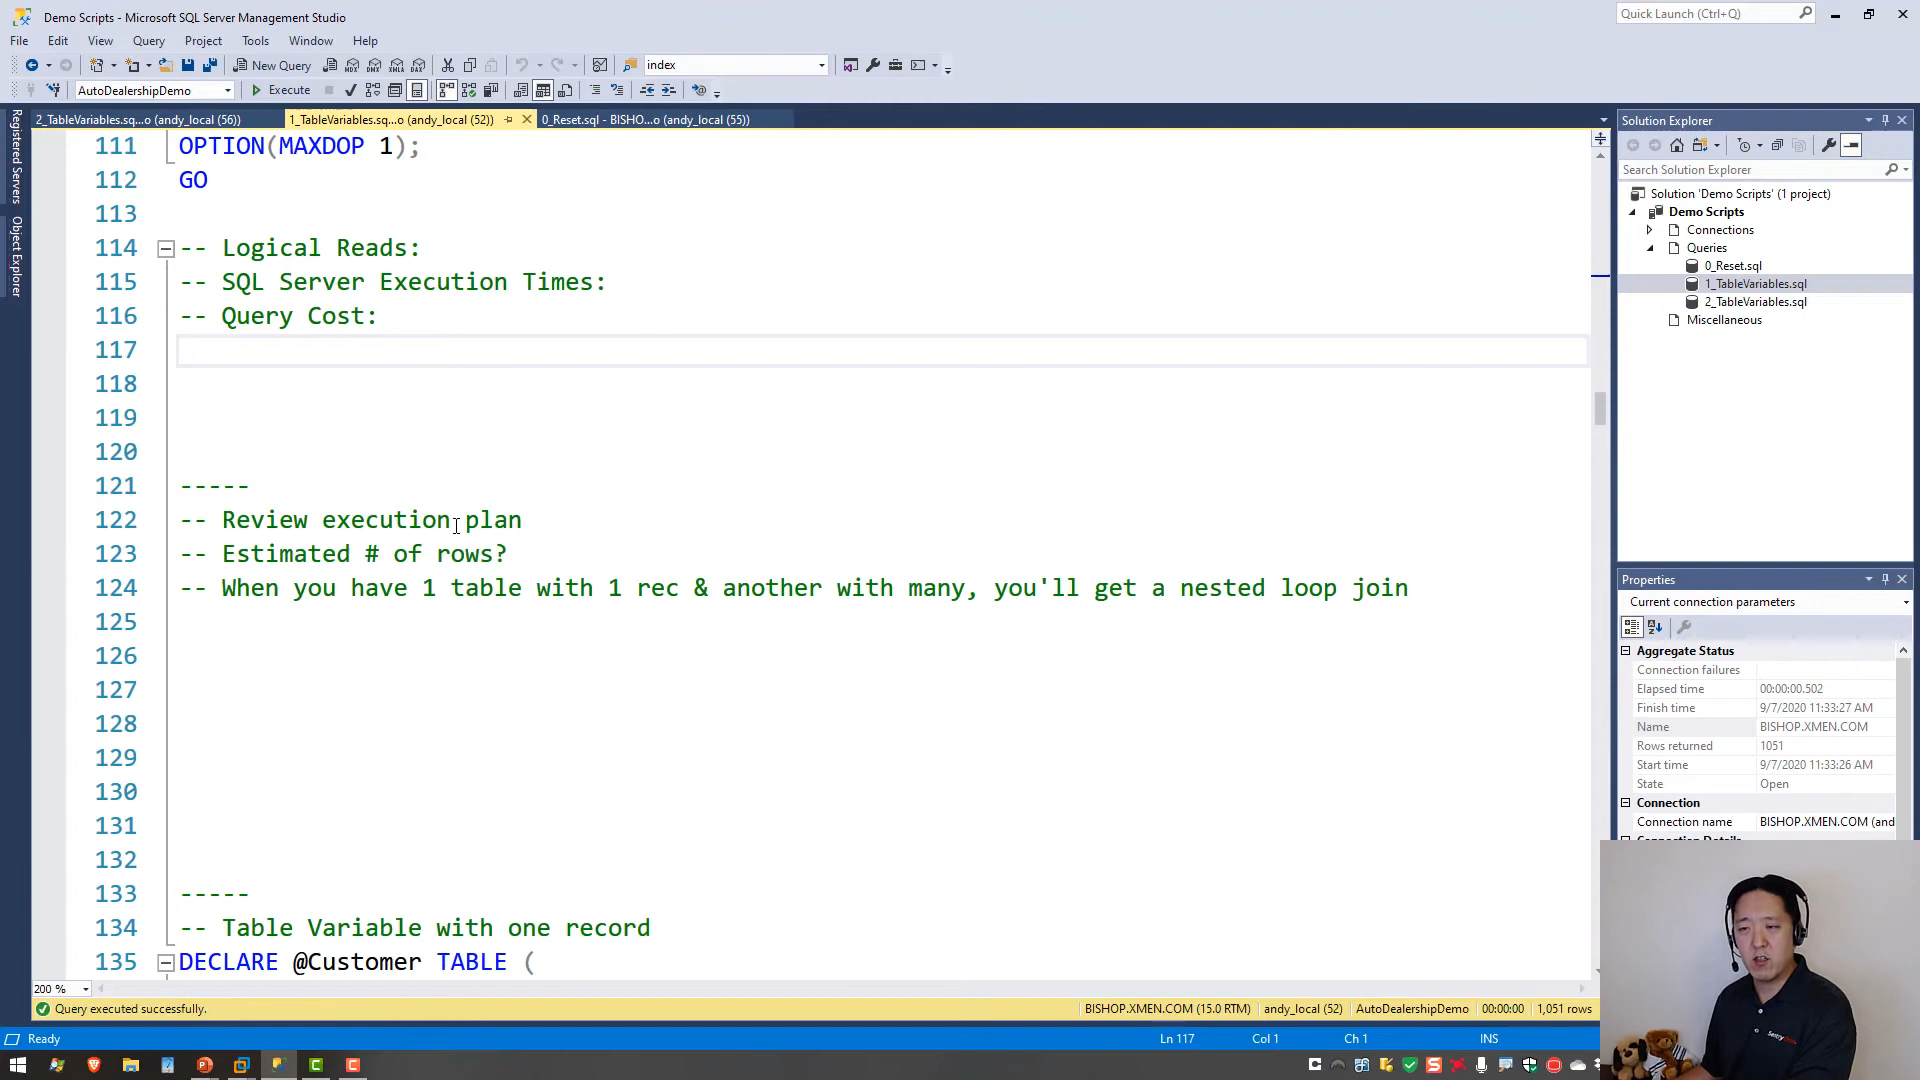 Demo Scripts - Microsoft SQL Server Management Studio
Quick Launch (Ctrl+Q)
File Edit View Query Project Tools Window Help
New Query
MDX DMX XMLA DAX
index
AutoDealershipDemo
Execute
2_TableVariables.sq...o (andy_local (56))
1_TableVariables.sq...o (andy_local (52))
0_Reset.sql - BISHO...o (andy_local (55))
Registered Servers
Object Explorer
111 OPTION(MAXDOP 1);
112 GO
113
114 -- Logical Reads:
115 -- SQL Server Execution Times:
116 -- Query Cost:
117
118
119
120
121 -----
122 -- Review execution plan
123 -- Estimated # of rows?
124 -- When you have 1 table with 1 rec & another with many, you'll get a nested loop join
125
126
127
128
129
130
131
132
133 -----
134 -- Table Variable with one record
135 DECLARE @Customer TABLE (
200 %
Query executed successfully.
BISHOP.XMEN.COM (15.0 RTM)
andy_local (52)
AutoDealershipDemo
00:00:00
1,051 rows
Ready
Ln 117
Col 1
Ch 1
INS
Solution Explorer
Search Solution Explorer
Solution 'Demo Scripts' (1 project)
Demo Scripts
Connections
Queries
0_Reset.sql
1_TableVariables.sql
2_TableVariables.sql
Miscellaneous
Properties
Current connection parameters
Aggregate Status
Connection failures
Elapsed time 00:00:00.502
Finish time 9/7/2020 11:33:27 AM
Name BISHOP.XMEN.COM
Rows returned 1051
Start time 9/7/2020 11:33:26 AM
State Open
Connection
Connection name BISHOP.XMEN.COM (and